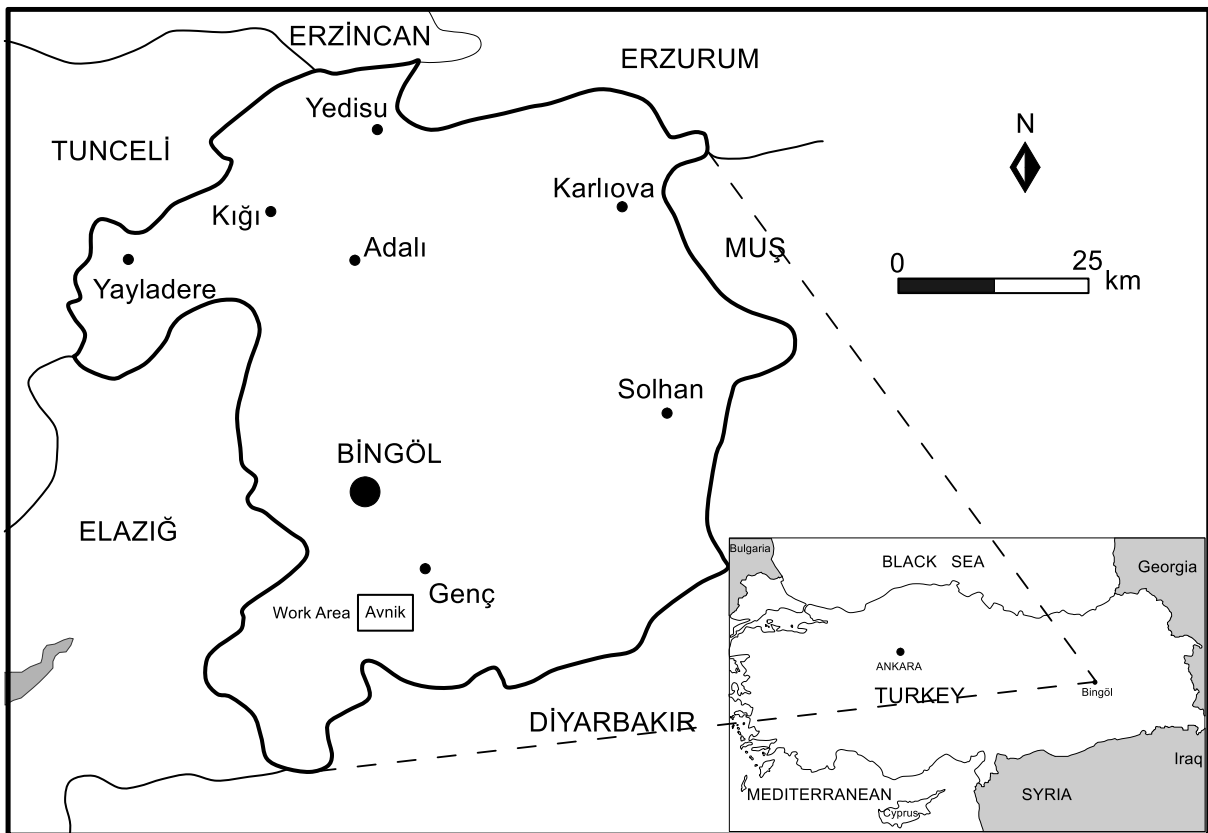 ERZİNCAN
ERZURUM
Yedisu
N
TUNCELİ
Karlıova
Kığı
Adalı
MUŞ
0 25
km
Yayladere
Solhan
BİNGÖL
ELAZIĞ
Genç
Work Area
Avnik
DİYARBAKIR
Bulgaria
BLACK SEA
Georgia
ANKARA
TURKEY
Bingöl
Iraq
MEDITERRANEAN
SYRIA
Cyprus